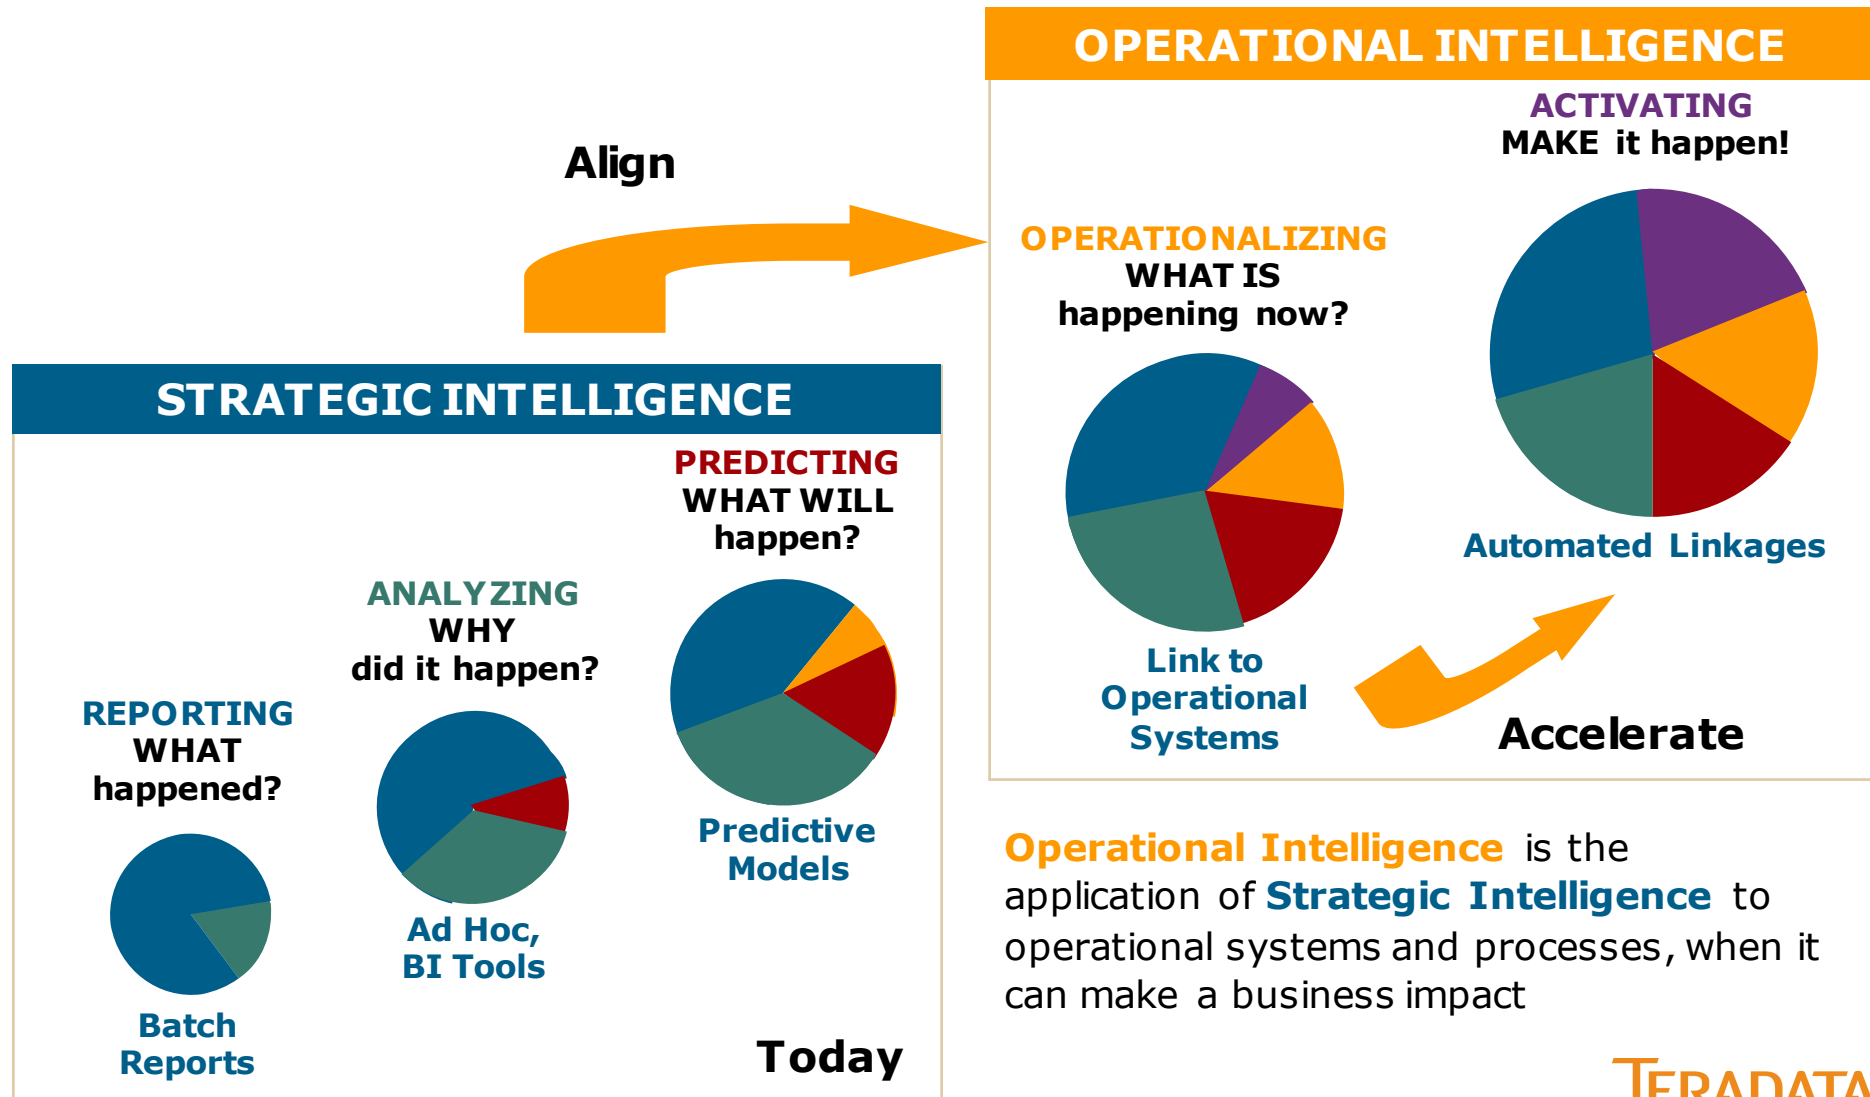 OPERATIONAL INTELLIGENCE
ACTIVATING
MAKE it happen!
Align
OPERATIONALIZING
WHAT IS
happening now?
STRATEGIC INTELLIGENCE
PREDICTING
WHAT WILL
happen?
Automated Linkages
ANALYZING
WHY
did it happen?
Link to
Operational
Systems
REPORTING
WHAT
happened?
Accelerate
Predictive
Models
Ad Hoc,
BI Tools
Batch
Reports
Today
Operational Intelligence is the
application of Strategic Intelligence to
operational systems and processes, when it
can make a business impact
TERADATA